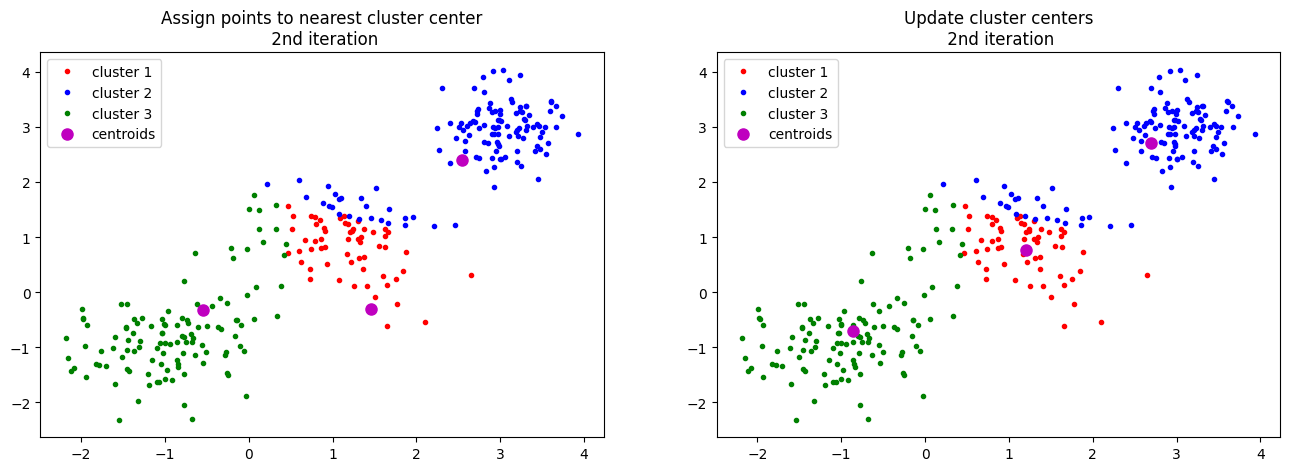 Assign points to nearest cluster center
2nd iteration
cluster 1
cluster 2
cluster 3
centroids
4
3
2
1
0
−1
−2
−2
−1
0
1
2
3
4
Update cluster centers
2nd iteration
cluster 1
cluster 2
cluster 3
centroids
4
3
2
1
0
−1
−2
−2
−1
0
1
2
3
4